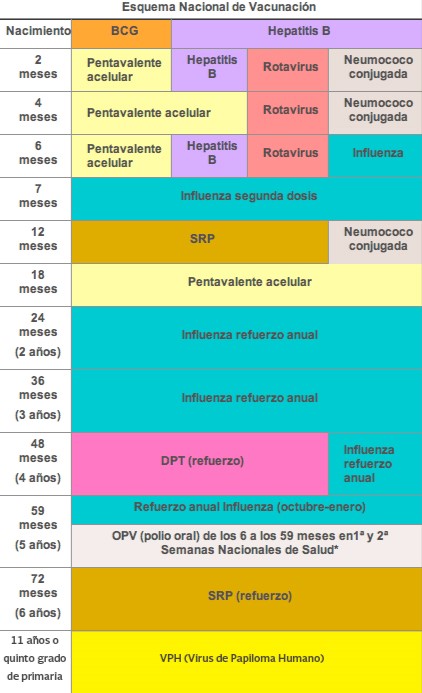 Esquema Nacional de Vacunación
Nacimiento BCG Hepatitis B
2
meses
Pentavalente
acelular
Hepatitis
B
Rotavirus
Neumococo
conjugada
4
meses
Pentavalente acelular
Rotavirus
Neumococo
conjugada
6
meses
Pentavalente
acelular
Hepatitis
B
Rotavirus
Influenza
7
meses
Influenza segunda dosis
12
meses
SRP
Neumococo
conjugada
18
meses
Pentavalente acelular
24
meses
(2 años)
Influenza refuerzo anual
36
meses
(3 años)
Influenza refuerzo anual
48
meses
(4 años)
DPT (refuerzo)
Influenza
refuerzo
anual
59
meses
(5 años)
Refuerzo anual Influenza (octubre-enero)
OPV (polio oral) de los 6 a los 59 meses en1ª y 2ª
Semanas Nacionales de Salud*
72
meses
(6 años)
SRP (refuerzo)
11 años o
quinto grado
de primaria
VPH (Virus de Papiloma Humano)